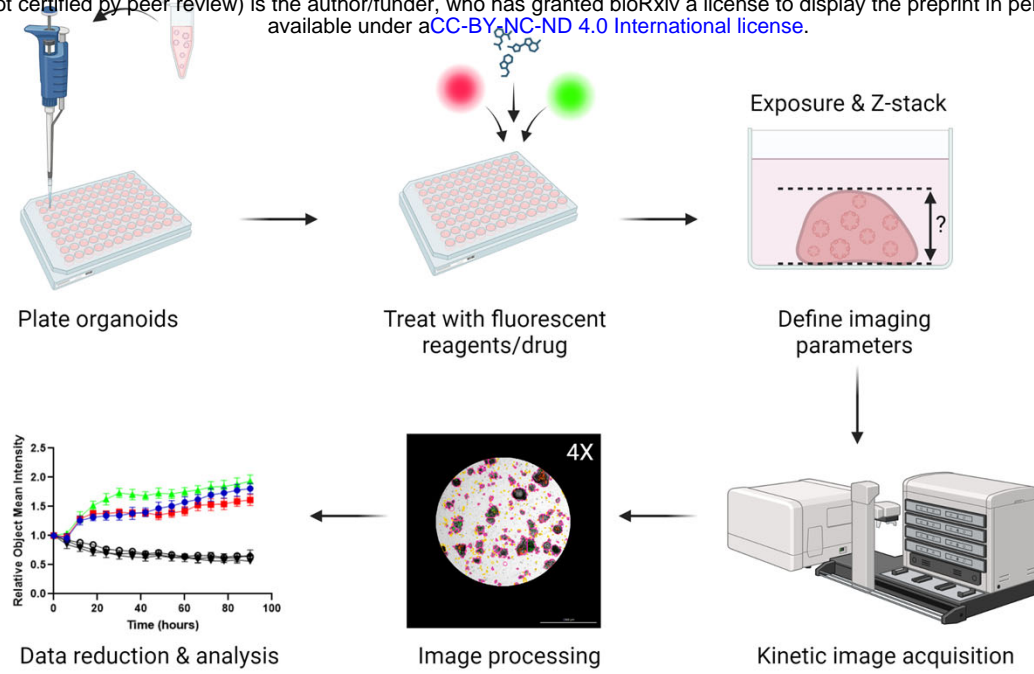 not certified by peer review) is the author/funder, who has granted bioRxiv a license to display the preprint in
available under aCC-BY-NC-ND 4.0 International license.
Exposure & Z-stack
?
Plate organoids
Treat with fluorescent
reagents/drug
Define imaging
parameters
Relative Object Mean Intensity
2.5
2.0
1.5
1.0
0.5
0.0
0 20 40 60 80 100
Time (hours)
4X
Data reduction & analysis
Image processing
Kinetic image acquisition